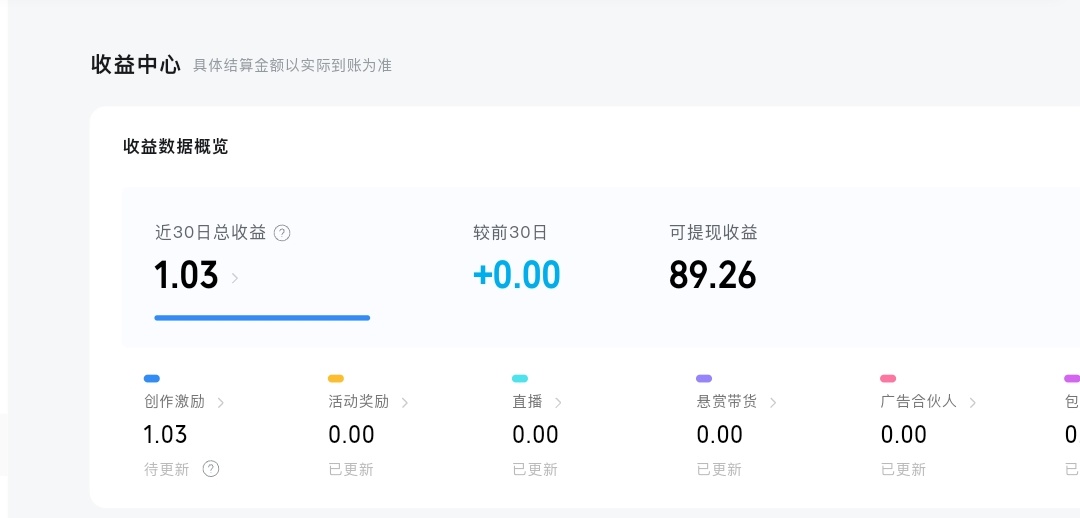 收益中心 具体结算金额以实际到账为准
收益数据概览
近30日总收益 ? 较前30日 可提现收益
1.03 > +0.00 89.26
创作激励 > 活动奖励 > 直播 > 悬赏带货 > 广告合伙人 > 包
1.03 0.00 0.00 0.00 0.00 0.
待更新 ? 已更新 已更新 已更新 已更新 已